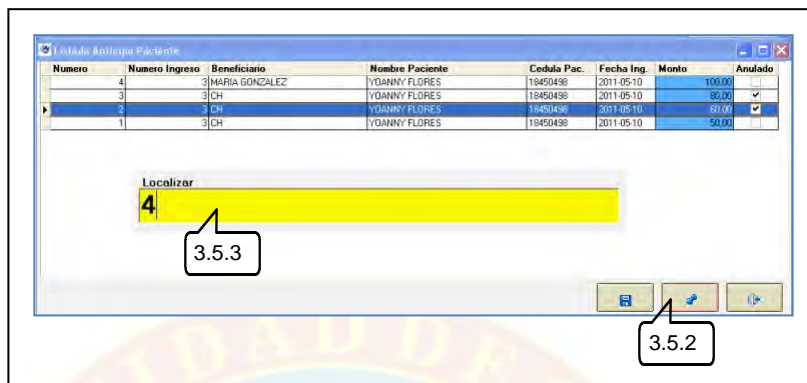 Listado Anticipo Paciente
Numero Numero Ingreso Beneficiario Nombre Paciente Cedula Pac. Fecha Ing. Monto Anulado
4 3 MARIA GONZALEZ YOANNY FLORES 18450498 2011-05-10 100,00
3 3 CH YOANNY FLORES 18450498 2011-05-10 80,00
2 3 CH YOANNY FLORES 18450498 2011-05-10 60,00
1 3 CH YOANNY FLORES 18450498 2011-05-10 50,00
Localizar
4
3.5.3
3.5.2
IDAD DE